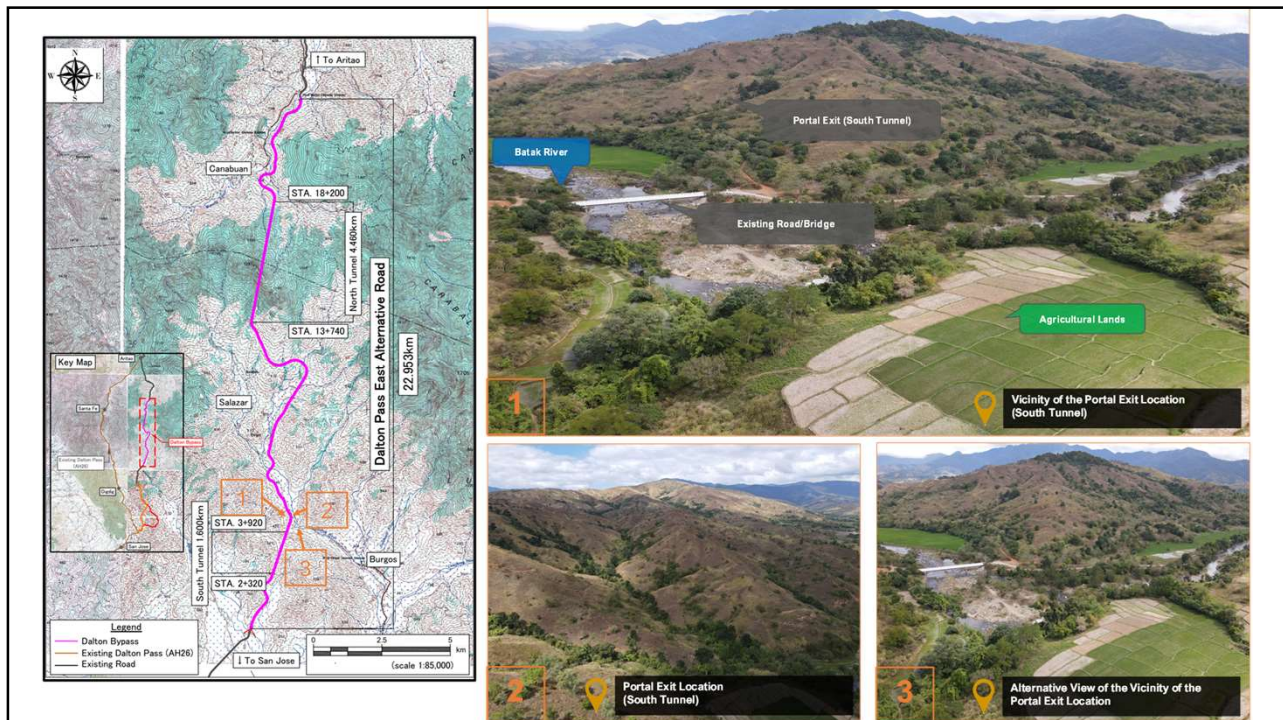 N
W E
S
↑To Aritao
Canabuan
STA. 18+200
North Tunnel 4.460km
STA. 13+740
Dalton Pass East Alternative Road
22.953km
CARABAL
Salazar
1
2
STA. 3+920
3
South Tunnel 1.600km
Burgos
STA. 2+320
Key Map
Aritao
Santa Fe
Dalton Bypass
Existing Dalton Pass
(AH26)
San Jose
Legend
Dalton Bypass
Existing Dalton Pass (AH26)
Existing Road
↓To San Jose
0 2.5 5
km
(scale 1:85,000)
Portal Exit (South Tunnel)
Batak River
Existing Road/Bridge
Agricultural Lands
1
Vicinity of the Portal Exit Location
(South Tunnel)
2
Portal Exit Location
(South Tunnel)
3
Alternative View of the Vicinity of the
Portal Exit Location